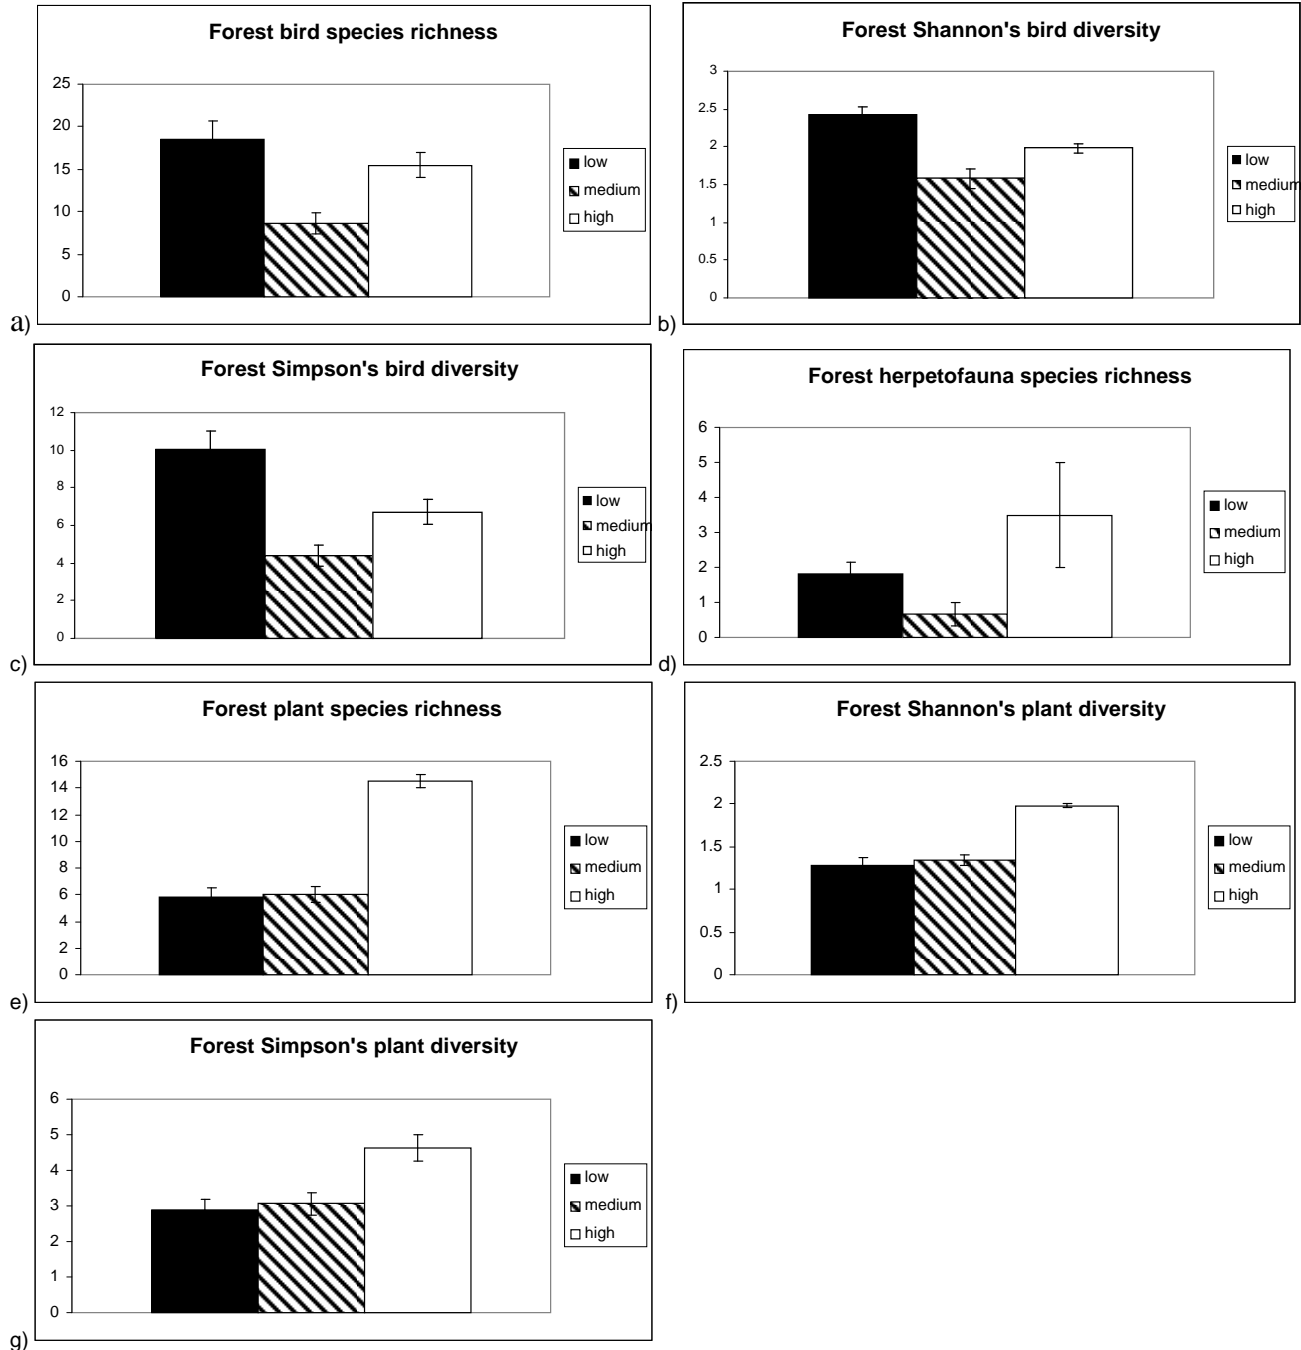 Forest bird species richness
25
20
15
10
5
0
low
medium
high
a)
Forest Shannon's bird diversity
3
2.5
2
1.5
1
0.5
0
low
medium
high
b)
Forest Simpson's bird diversity
12
10
8
6
4
2
0
low
medium
high
c)
Forest herpetofauna species richness
6
5
4
3
2
1
0
low
medium
high
d)
Forest plant species richness
16
14
12
10
8
6
4
2
0
low
medium
high
e)
Forest Shannon's plant diversity
2.5
2
1.5
1
0.5
0
low
medium
high
f)
Forest Simpson's plant diversity
6
5
4
3
2
1
0
low
medium
high
g)